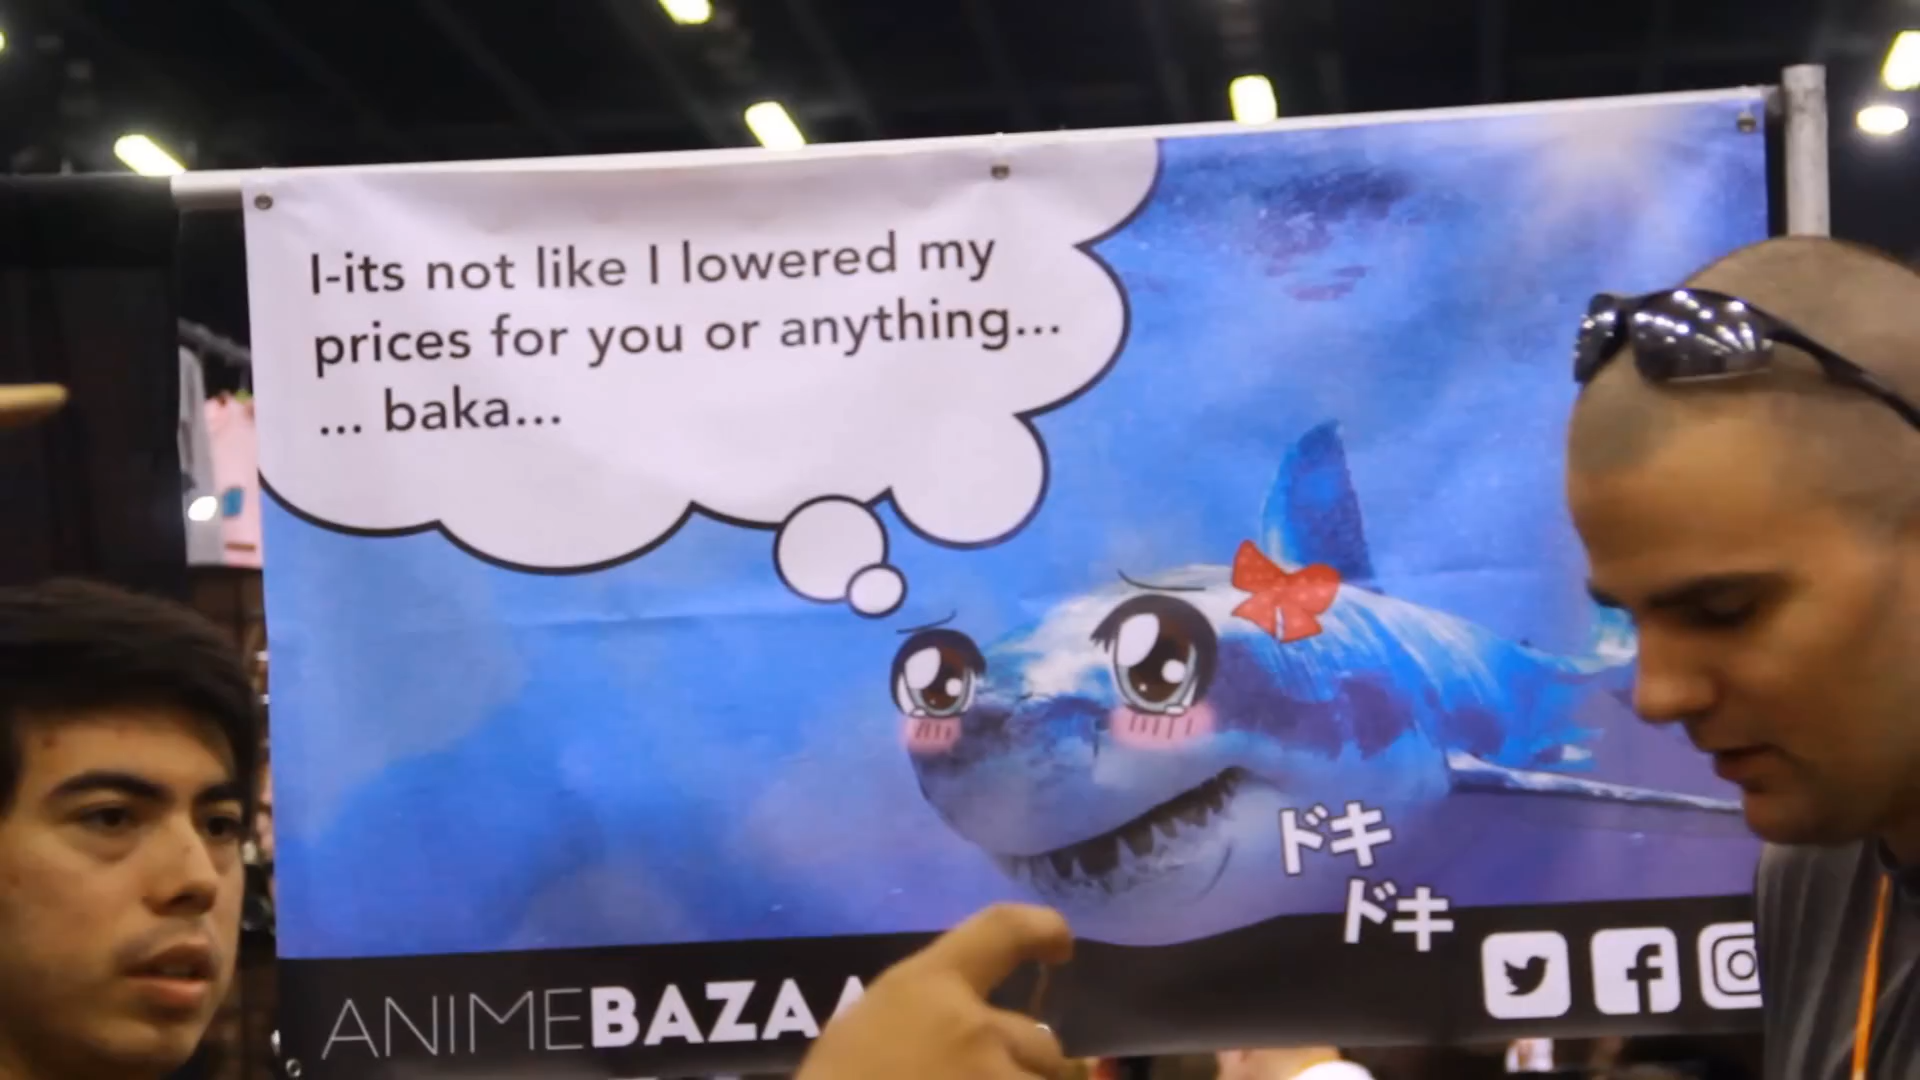 I-its not like I lowered my
prices for you or anything...
... baka...
ドキ
ドキ
ANIMEBAZAA